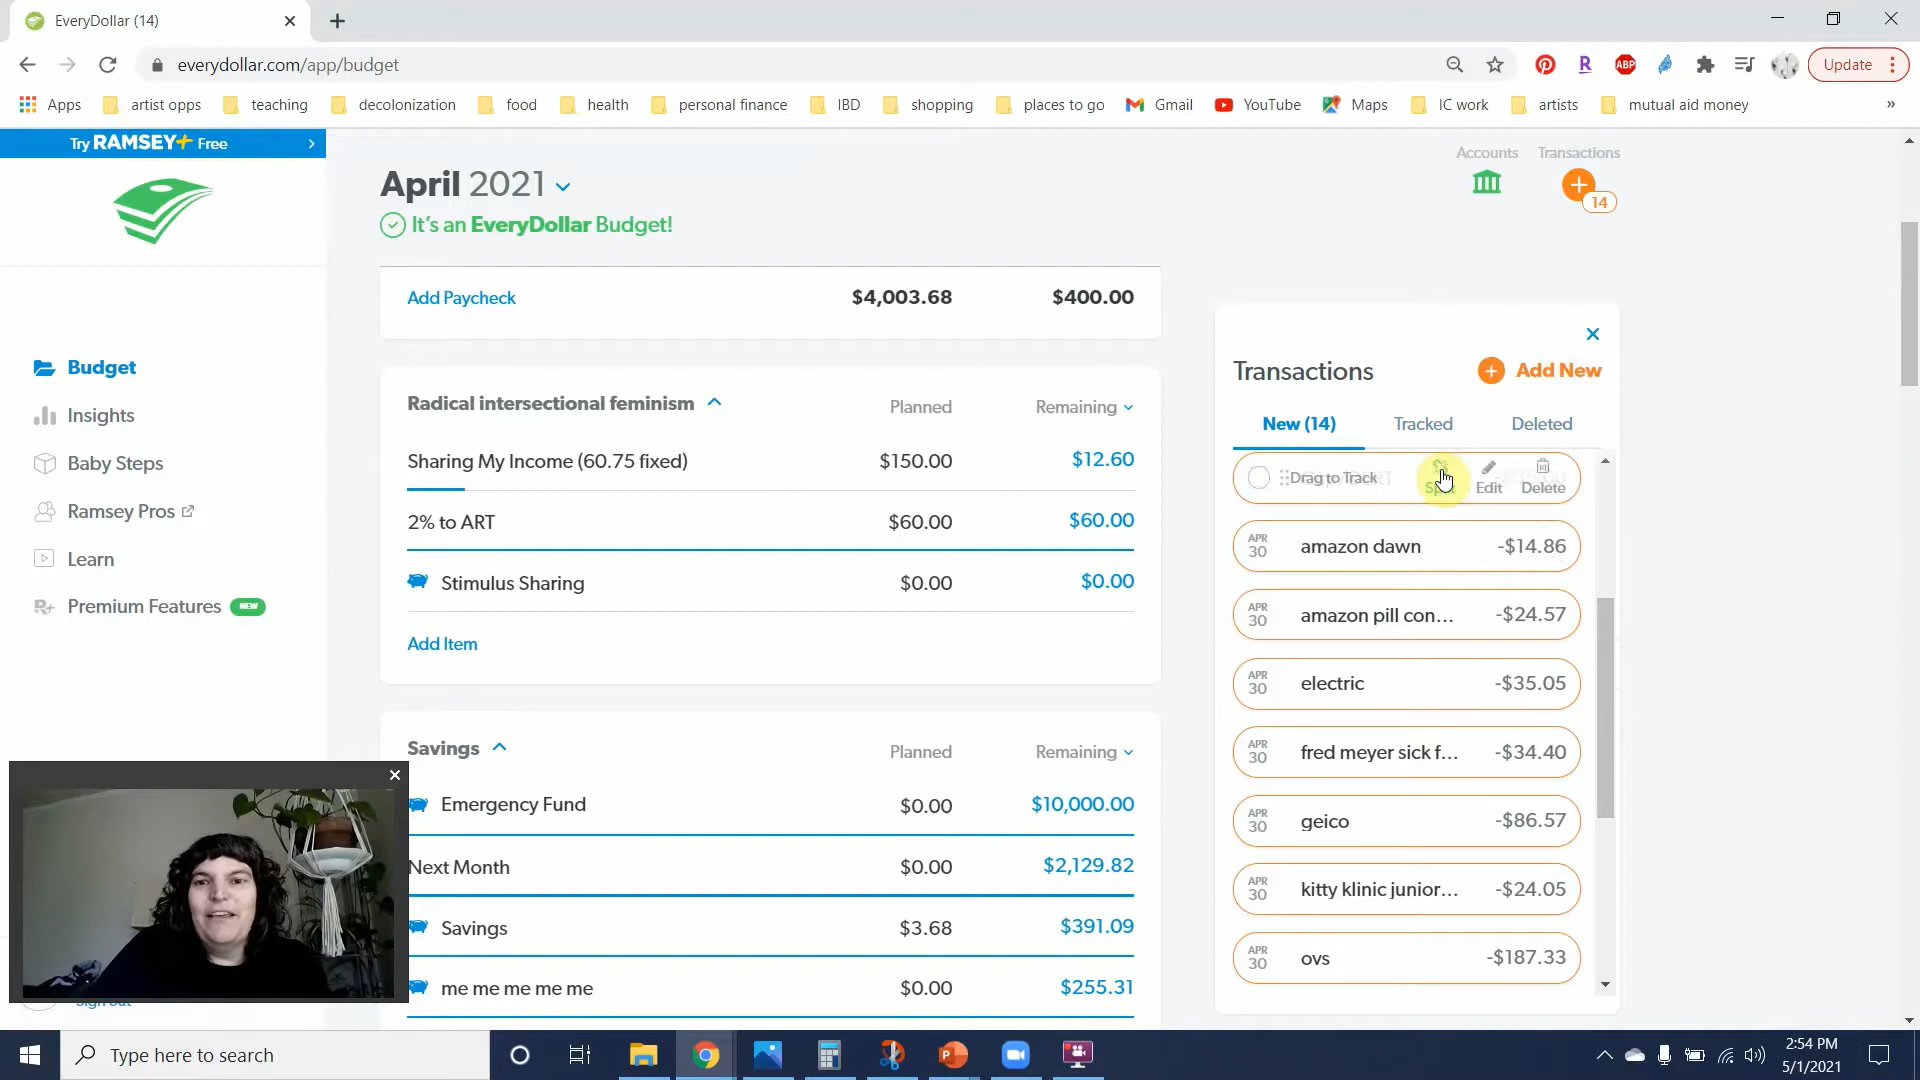 EveryDollar (14)
everydollar.com/app/budget
Update
Apps
artist opps
teaching
decolonization
food
health
personal finance
IBD
shopping
places to go
Gmail
YouTube
Maps
IC work
artists
mutual aid money
»
Try RAMSEY+ Free
Budget
Insights
Baby Steps
Ramsey Pros
Learn
R+ Premium Features NEW
April 2021
It's an EveryDollar Budget!
Accounts
Transactions
14
Add Paycheck $4,003.68 $400.00
Radical intersectional feminism Planned Remaining
Sharing My Income (60.75 fixed) $150.00 $12.60
2% to ART $60.00 $60.00
Stimulus Sharing $0.00 $0.00
Add Item
Savings Planned Remaining
Emergency Fund $0.00 $10,000.00
Next Month $0.00 $2,129.82
Savings $3.68 $391.09
me me me me me $0.00 $255.31
Transactions
Add New
New (14) Tracked Deleted
Drag to Track Edit Delete
APR 30 amazon dawn -$14.86
APR 30 amazon pill con... -$24.57
APR 30 electric -$35.05
APR 30 fred meyer sick f... -$34.40
APR 30 geico -$86.57
APR 30 kitty klinic junior... -$24.05
APR 30 ovs -$187.33
ABP
R
Type here to search
2:54 PM
5/1/2021